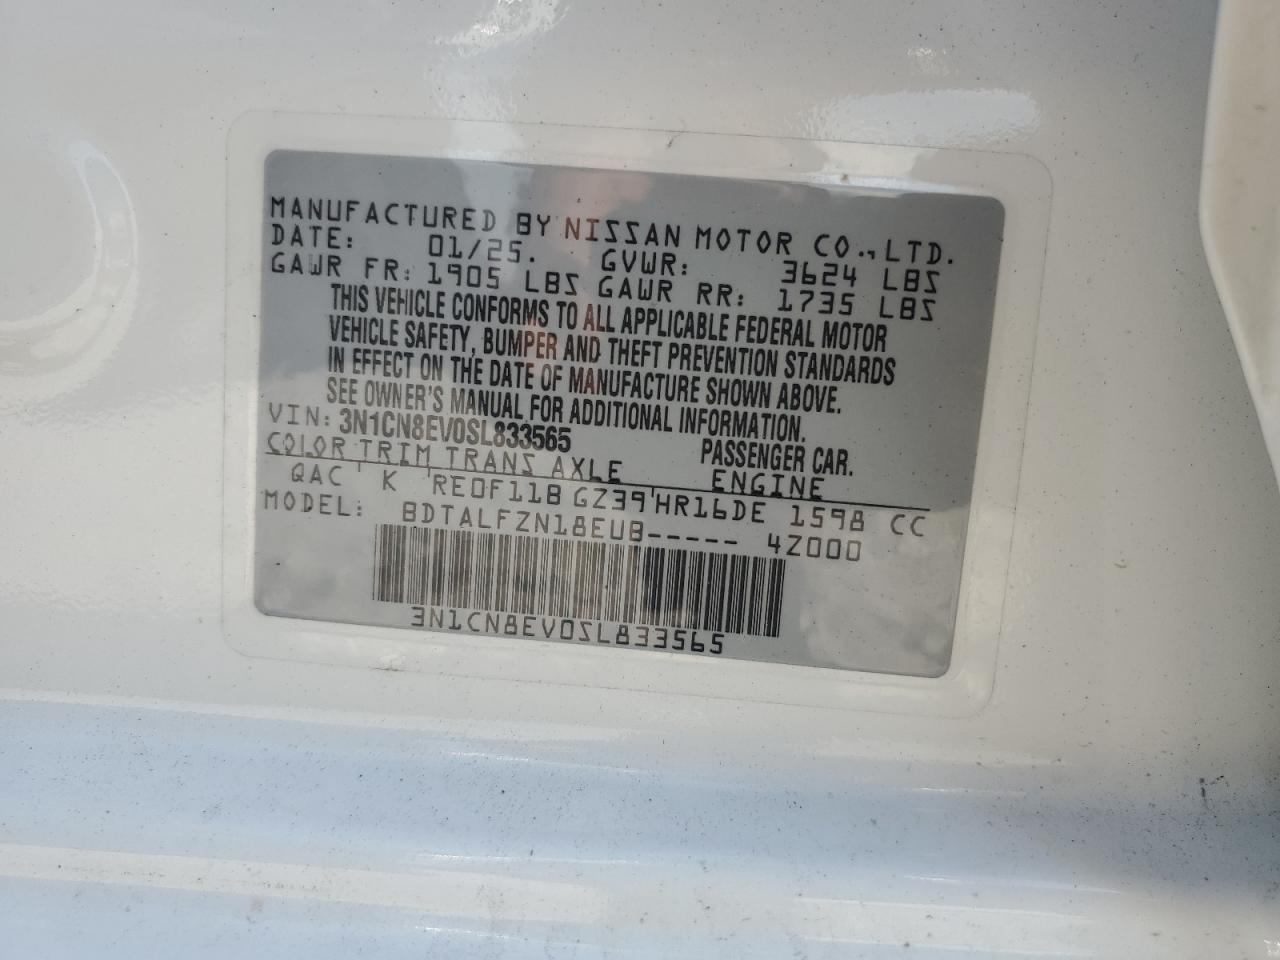 MANUFACTURED BY NISSAN MOTOR CO., LTD.
DATE: 01/25. GVWR: 3624 LBS
GAWR FR: 1905 LBS GAWR RR: 1735 LBS
THIS VEHICLE CONFORMS TO ALL APPLICABLE FEDERAL MOTOR
VEHICLE SAFETY, BUMPER AND THEFT PREVENTION STANDARDS
IN EFFECT ON THE DATE OF MANUFACTURE SHOWN ABOVE.
SEE OWNER'S MANUAL FOR ADDITIONAL INFORMATION.
VIN: 3N1CN8EV0SL833565 PASSENGER CAR.
COLOR TRIM TRANS AXLE ENGINE
QAC K RE0F11B GZ39 HR16DE 1598 CC
MODEL: BDTALFZN18EUB----- 4Z000
3N1CN8EV0SL833565